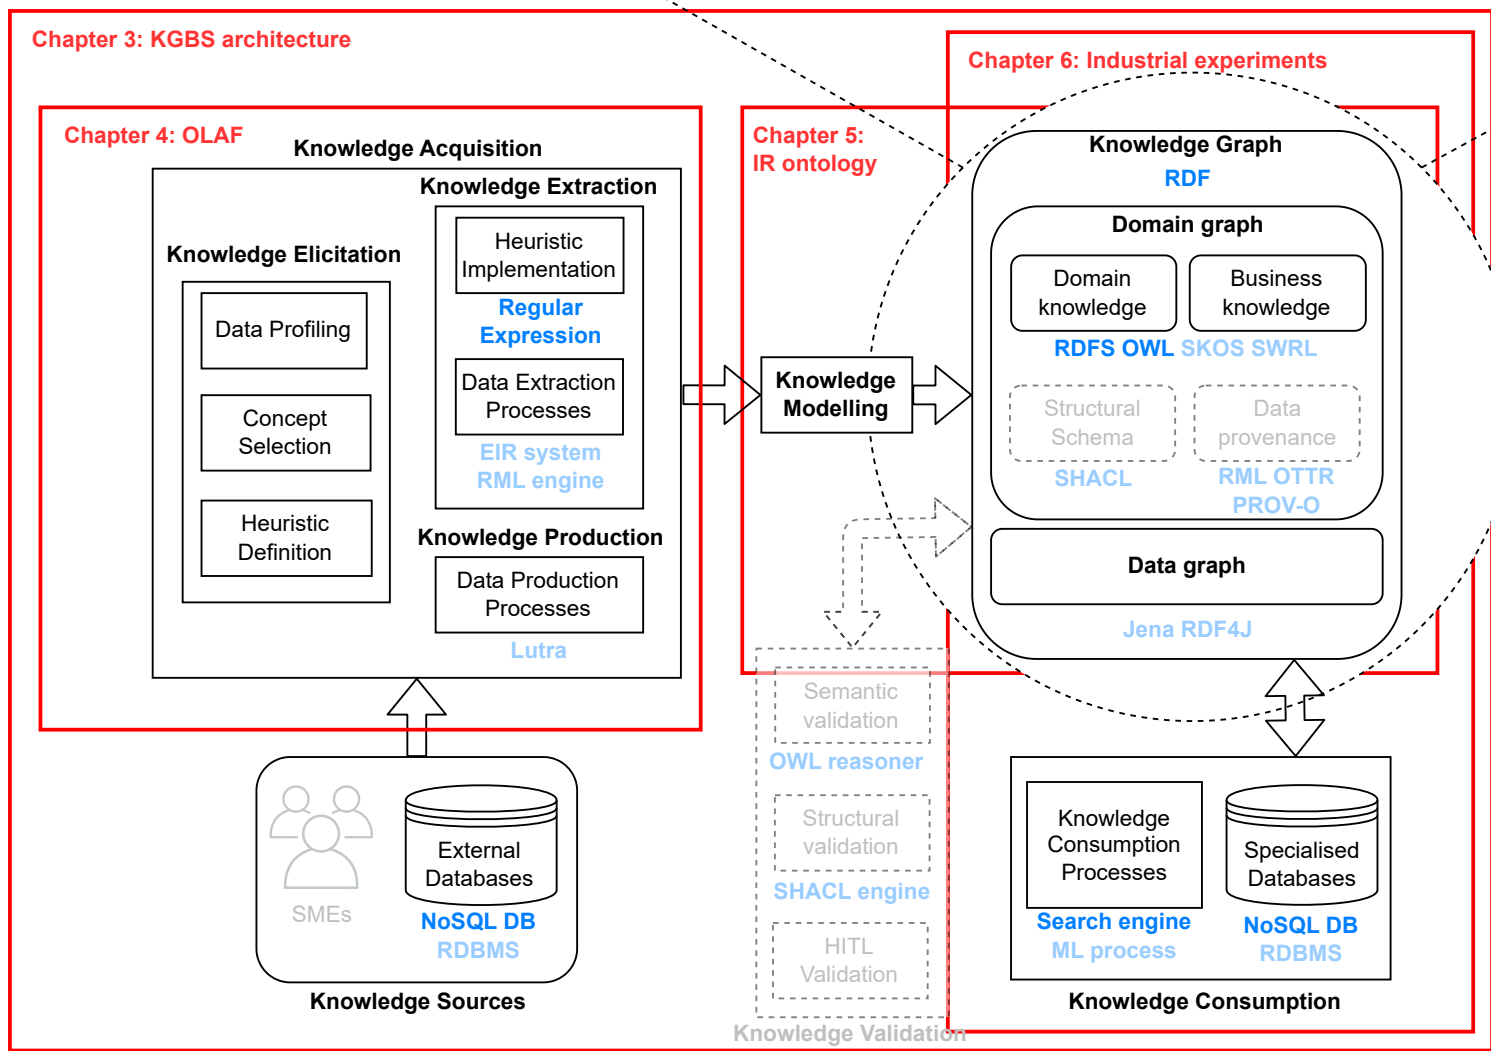 Chapter 3: KGBS architecture
Chapter 6: Industrial experiments
Chapter 4: OLAF
Knowledge Acquisition
Knowledge Elicitation
Data Profiling
Concept
Selection
Heuristic
Definition
Knowledge Extraction
Heuristic
Implementation
Regular
Expression
Data Extraction
Processes
EIR system
RML engine
Knowledge Production
Data Production
Processes
Lutra
Chapter 5:
IR ontology
Knowledge
Modelling
Knowledge Graph
RDF
Domain graph
Domain
knowledge
Business
knowledge
RDFS OWL SKOS SWRL
Structural
Schema
SHACL
Data
provenance
RML OTTR
PROV-O
Data graph
Jena RDF4J
SMEs
External
Databases
NoSQL DB
RDBMS
Knowledge Sources
Semantic
validation
OWL reasoner
Structural
validation
SHACL engine
HITL
Validation
Knowledge Validation
Knowledge
Consumption
Processes
Search engine
ML process
Specialised
Databases
NoSQL DB
RDBMS
Knowledge Consumption